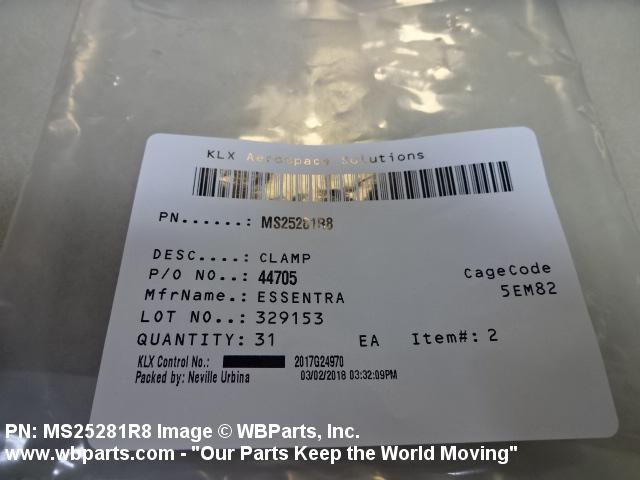 KLX Aerospace Solutions
PN......: MS25281R8
DESC....: CLAMP
P/O NO..: 44705
CageCode
MfrName.: ESSENTRA
5EM82
LOT NO..: 329153
QUANTITY: 31 EA Item#: 2
KLX Control No.: 2017G24970
Packed by: Neville Urbina 03/02/2018 03:32:09PM
PN: MS25281R8 Image © WBParts, Inc.
www.wbparts.com - "Our Parts Keep the World Moving"